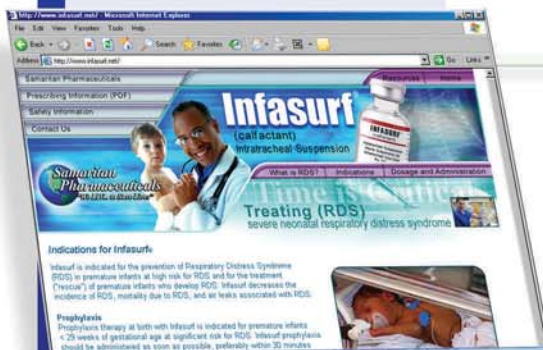 http://www.infasurf.net/ - Microsoft Internet Explorer
File Edit View Favorites Tools Help
Back Search Favorites
Address http://www.infasurf.net/ Go Links
Samaritan Pharmaceuticals
Prescribing Information (PDF)
Safety Information
Contact Us
Resources Home
Infasurf
(calfactant)
Intratracheal Suspension
INFASURF
What is RDS? Indications Dosage and Administration
Samaritan
Pharmaceuticals
Time is Critical
Treating (RDS)
severe neonatal respiratory distress syndrome
Indications for Infasurf®
Infasurf is indicated for the prevention of Respiratory Distress Syndrome
(RDS) in premature infants at high risk for RDS and for the treatment
("rescue") of premature infants who develop RDS. Infasurf decreases the
incidence of RDS, mortality due to RDS, and air leaks associated with RDS.
Prophylaxis
Prophylaxis therapy at birth with Infasurf is indicated for premature infants
< 29 weeks of gestational age at significant risk for RDS. Infasurf prophylaxis
should be administered as soon as possible, preferably within 30 minutes